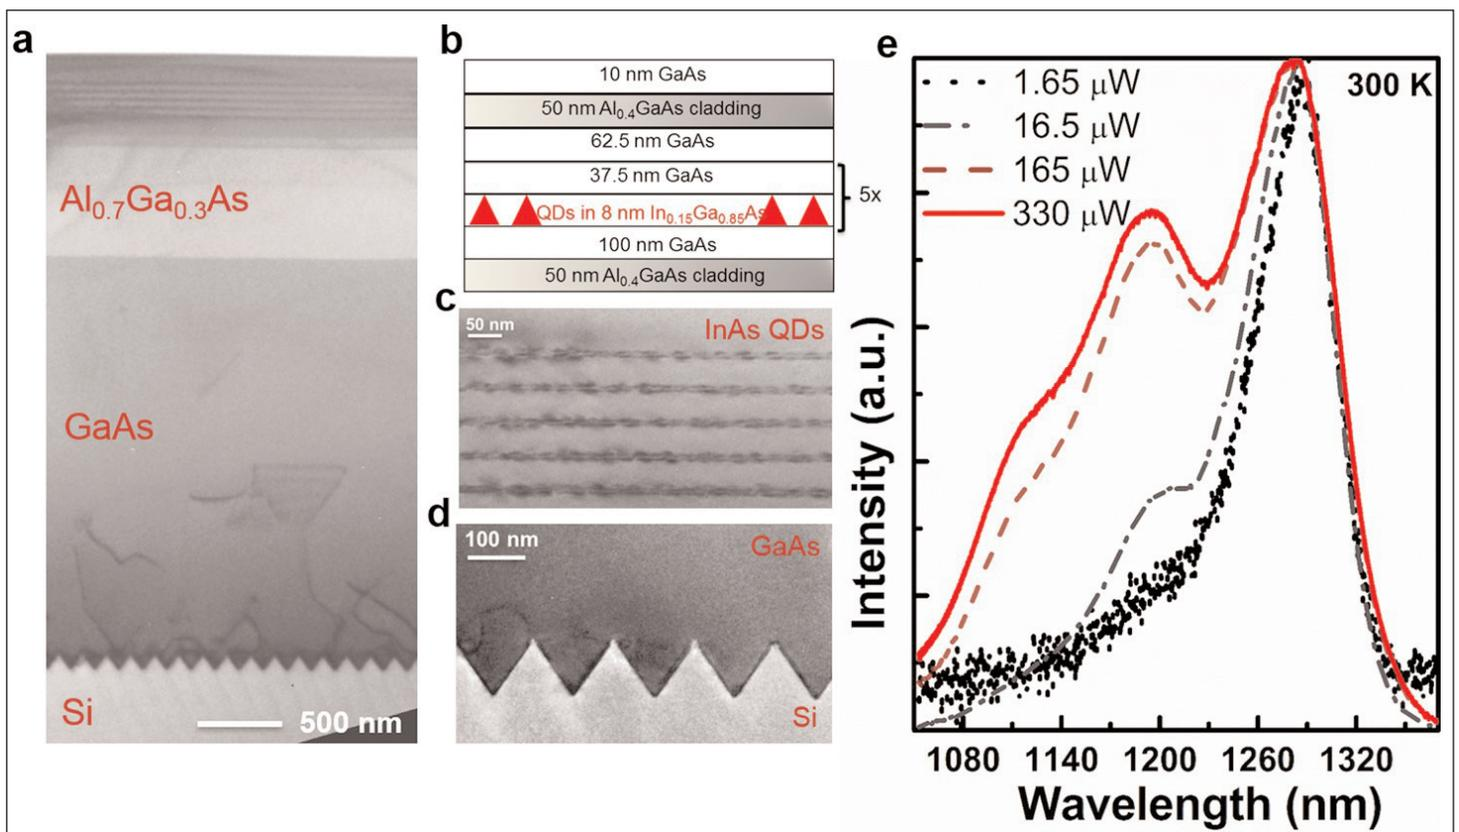 a
Al₀.₇Ga₀.₃As
GaAs
Si
500 nm
b
10 nm GaAs
50 nm Al₀.₄GaAs cladding
62.5 nm GaAs
37.5 nm GaAs
5x
QDs in 8 nm In₀.₁₅Ga₀.₈₅As
100 nm GaAs
50 nm Al₀.₄GaAs cladding
c
50 nm
InAs QDs
d
100 nm
GaAs
Si
e
1.65 μW
300 K
16.5 μW
165 μW
330 μW
Intensity (a.u.)
1080 1140 1200 1260 1320
Wavelength (nm)